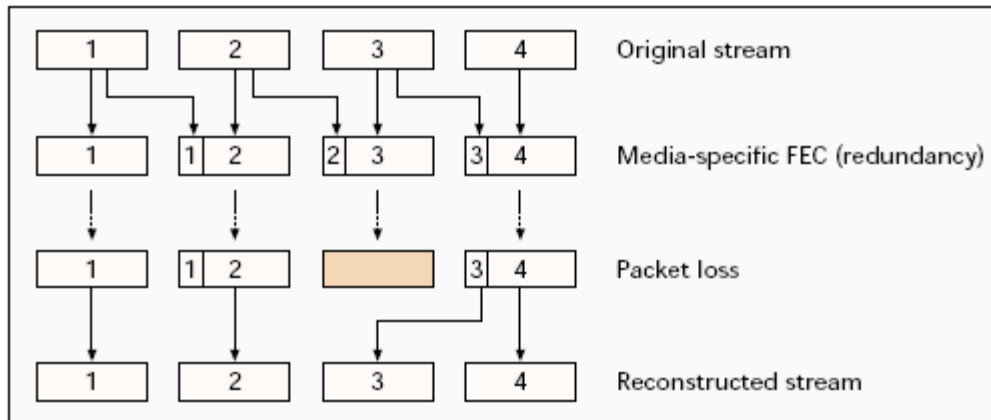 1 2 3 4 Original stream
1 1 2 2 3 3 4 Media-specific FEC (redundancy)
1 1 2 3 4 Packet loss
1 2 3 4 Reconstructed stream